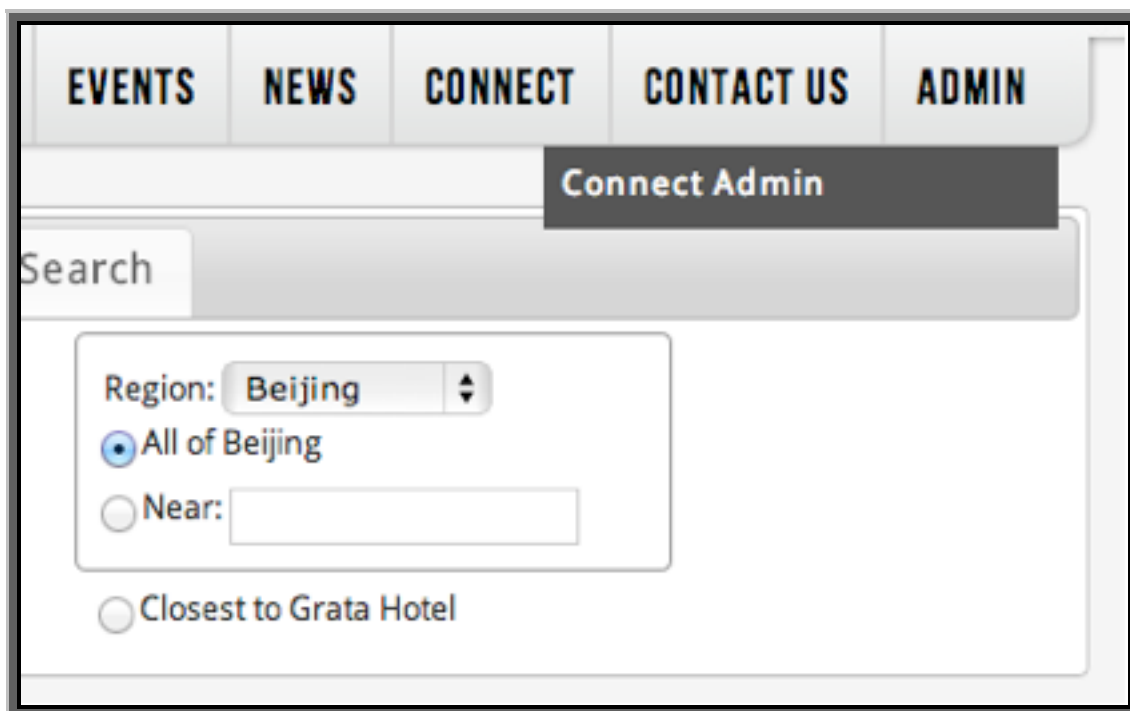 EVENTS NEWS CONNECT CONTACT US ADMIN
Connect Admin
Search
Region: Beijing
All of Beijing
Near:
Closest to Grata Hotel